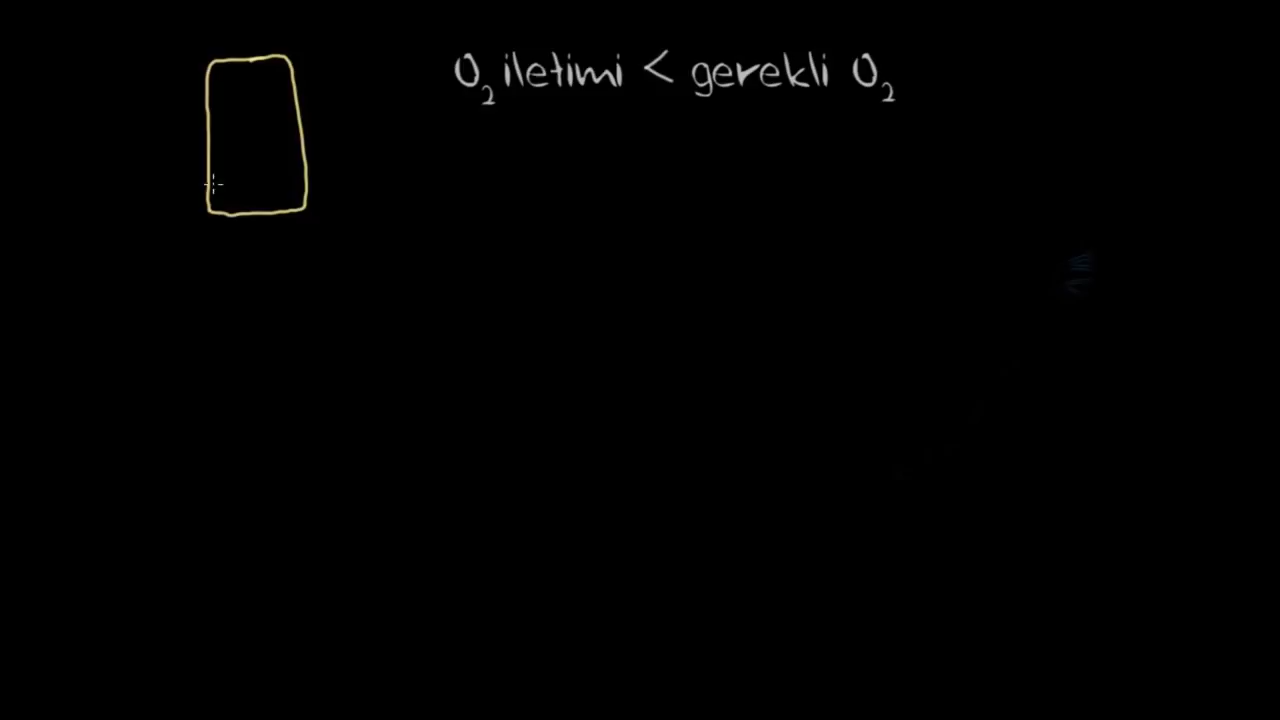 O₂ iletimi < gerekli O₂